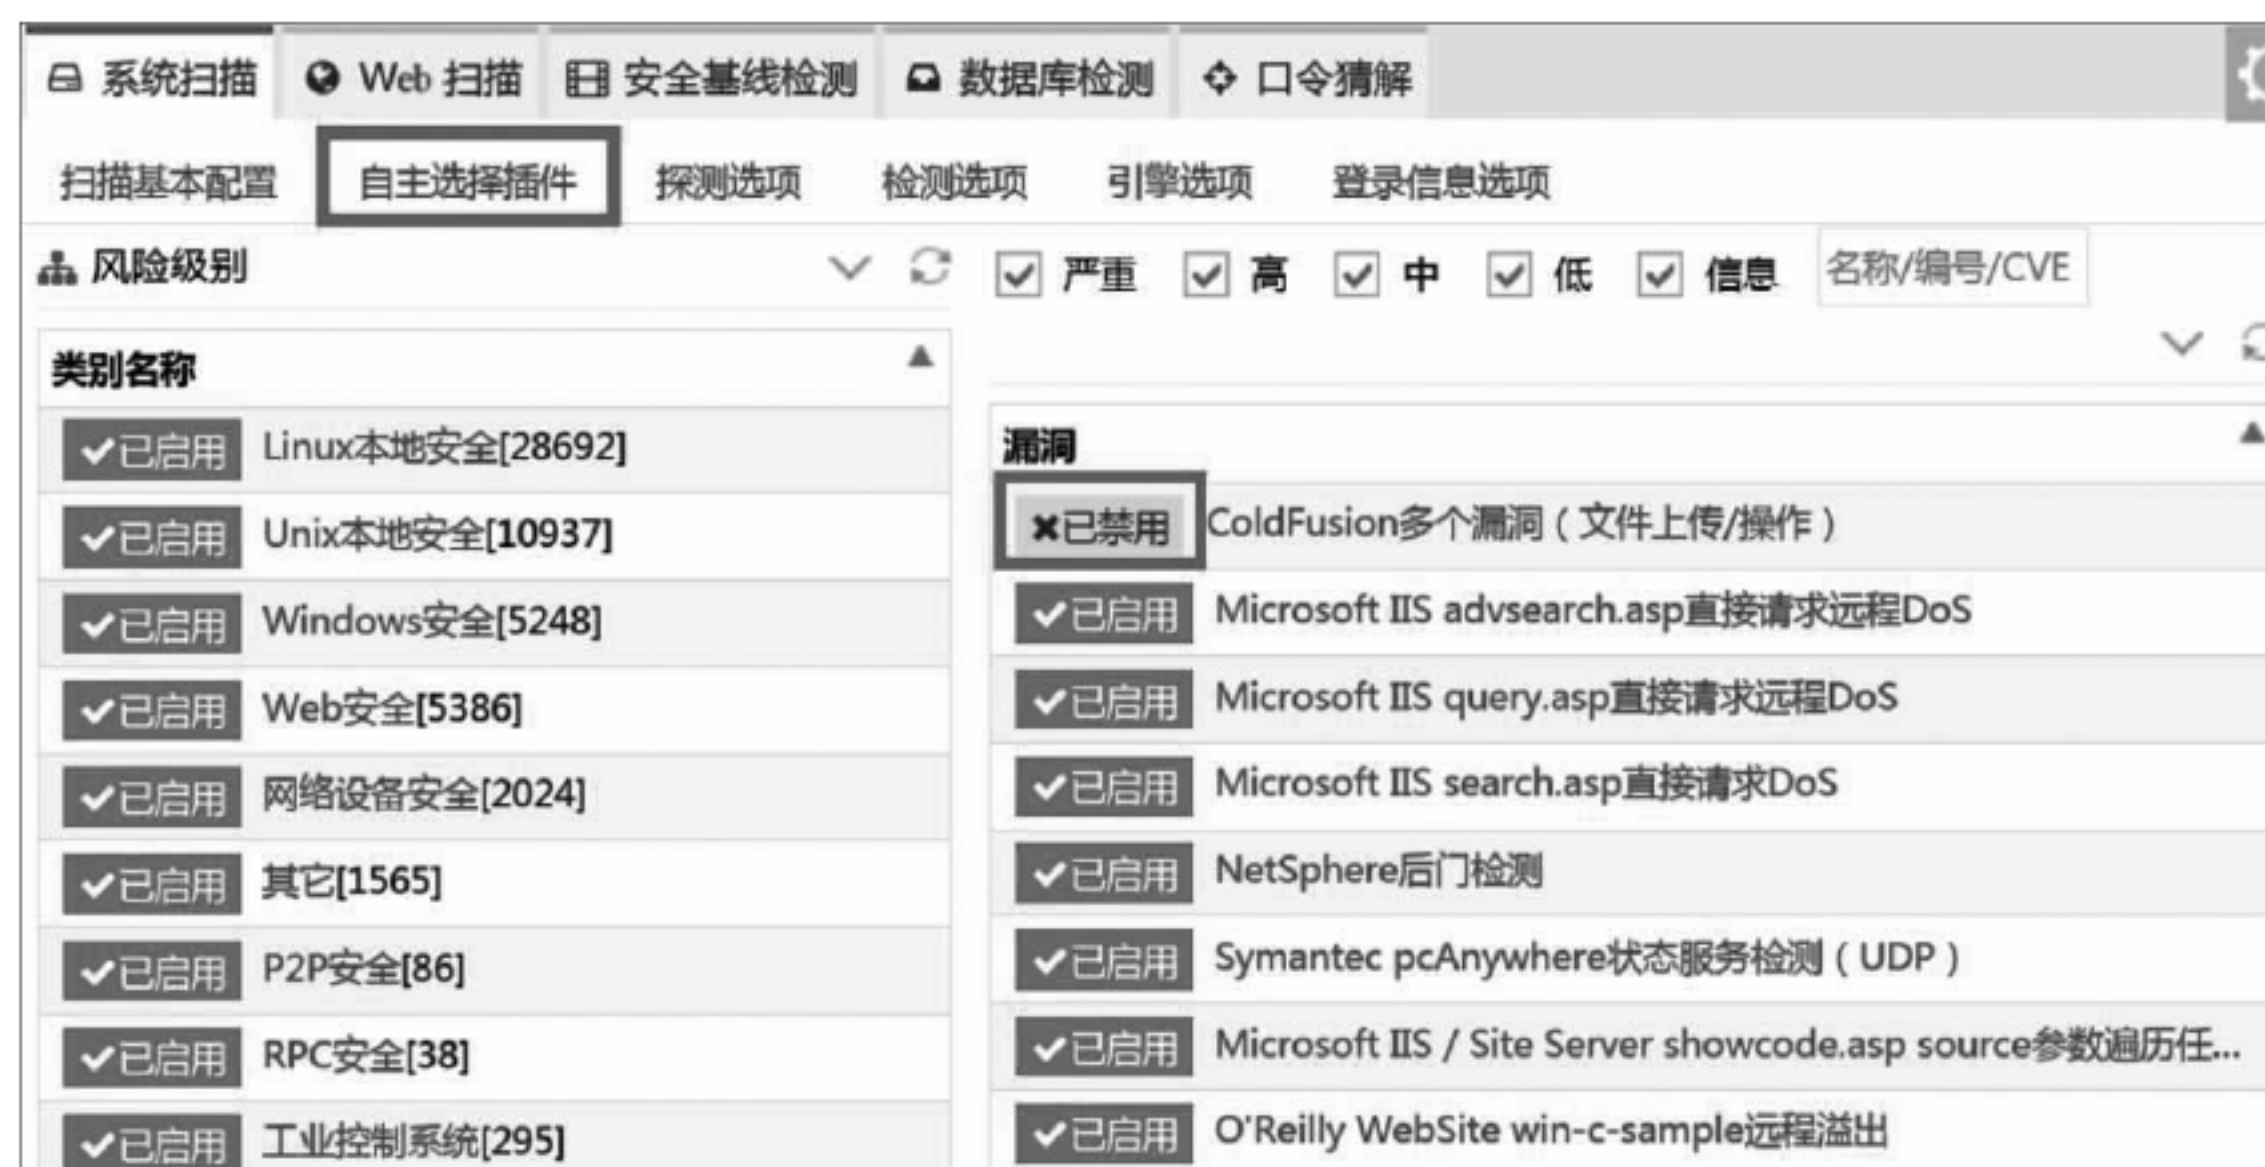 系统扫描 Web 扫描 安全基线检测 数据库检测 口令猜解
扫描基本配置 自主选择插件 探测选项 检测选项 引擎选项 登录信息选项
风险级别
严重 高 中 低 信息 名称/编号/CVE
类别名称
已启用 Linux本地安全[28692]
已启用 Unix本地安全[10937]
已启用 Windows安全[5248]
已启用 Web安全[5386]
已启用 网络设备安全[2024]
已启用 其它[1565]
已启用 P2P安全[86]
已启用 RPC安全[38]
已启用 工业控制系统[295]
漏洞
已禁用 ColdFusion多个漏洞（文件上传/操作）
已启用 Microsoft IIS advsearch.asp直接请求远程DoS
已启用 Microsoft IIS query.asp直接请求远程DoS
已启用 Microsoft IIS search.asp直接请求DoS
已启用 NetSphere后门检测
已启用 Symantec pcAnywhere状态服务检测（UDP）
已启用 Microsoft IIS / Site Server showcode.asp source参数遍历任...
已启用 O'Reilly WebSite win-c-sample远程溢出